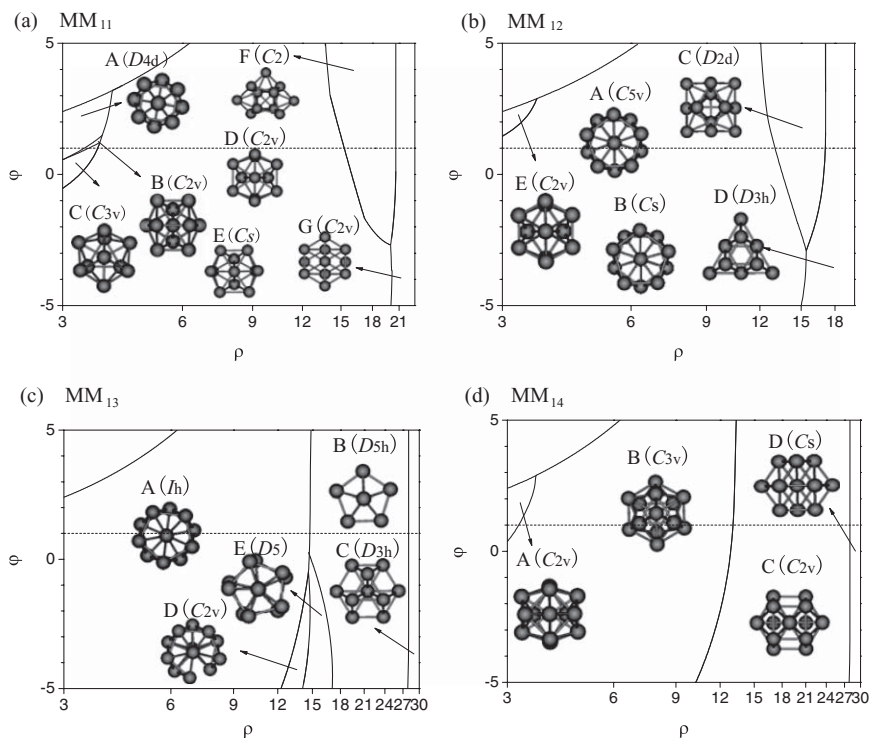 (a) MM11
5
0
-5
φ
A (D4d)
F (C2)
D (C2v)
B (C2v)
C (C3v)
E (Cs)
G (C2v)
3 6 9 12 15 18 21
ρ
(b) MM12
5
0
-5
φ
C (D2d)
A (C5v)
E (C2v)
B (Cs)
D (D3h)
3 6 9 12 15 18
ρ
(c) MM13
5
0
-5
φ
B (D5h)
A (Ih)
E (D5)
C (D3h)
D (C2v)
3 6 9 12 15 18 21 24 27 30
ρ
(d) MM14
5
0
-5
φ
D (Cs)
B (C3v)
A (C2v)
C (C2v)
3 6 9 12 15 18 21 24 27 30
ρ